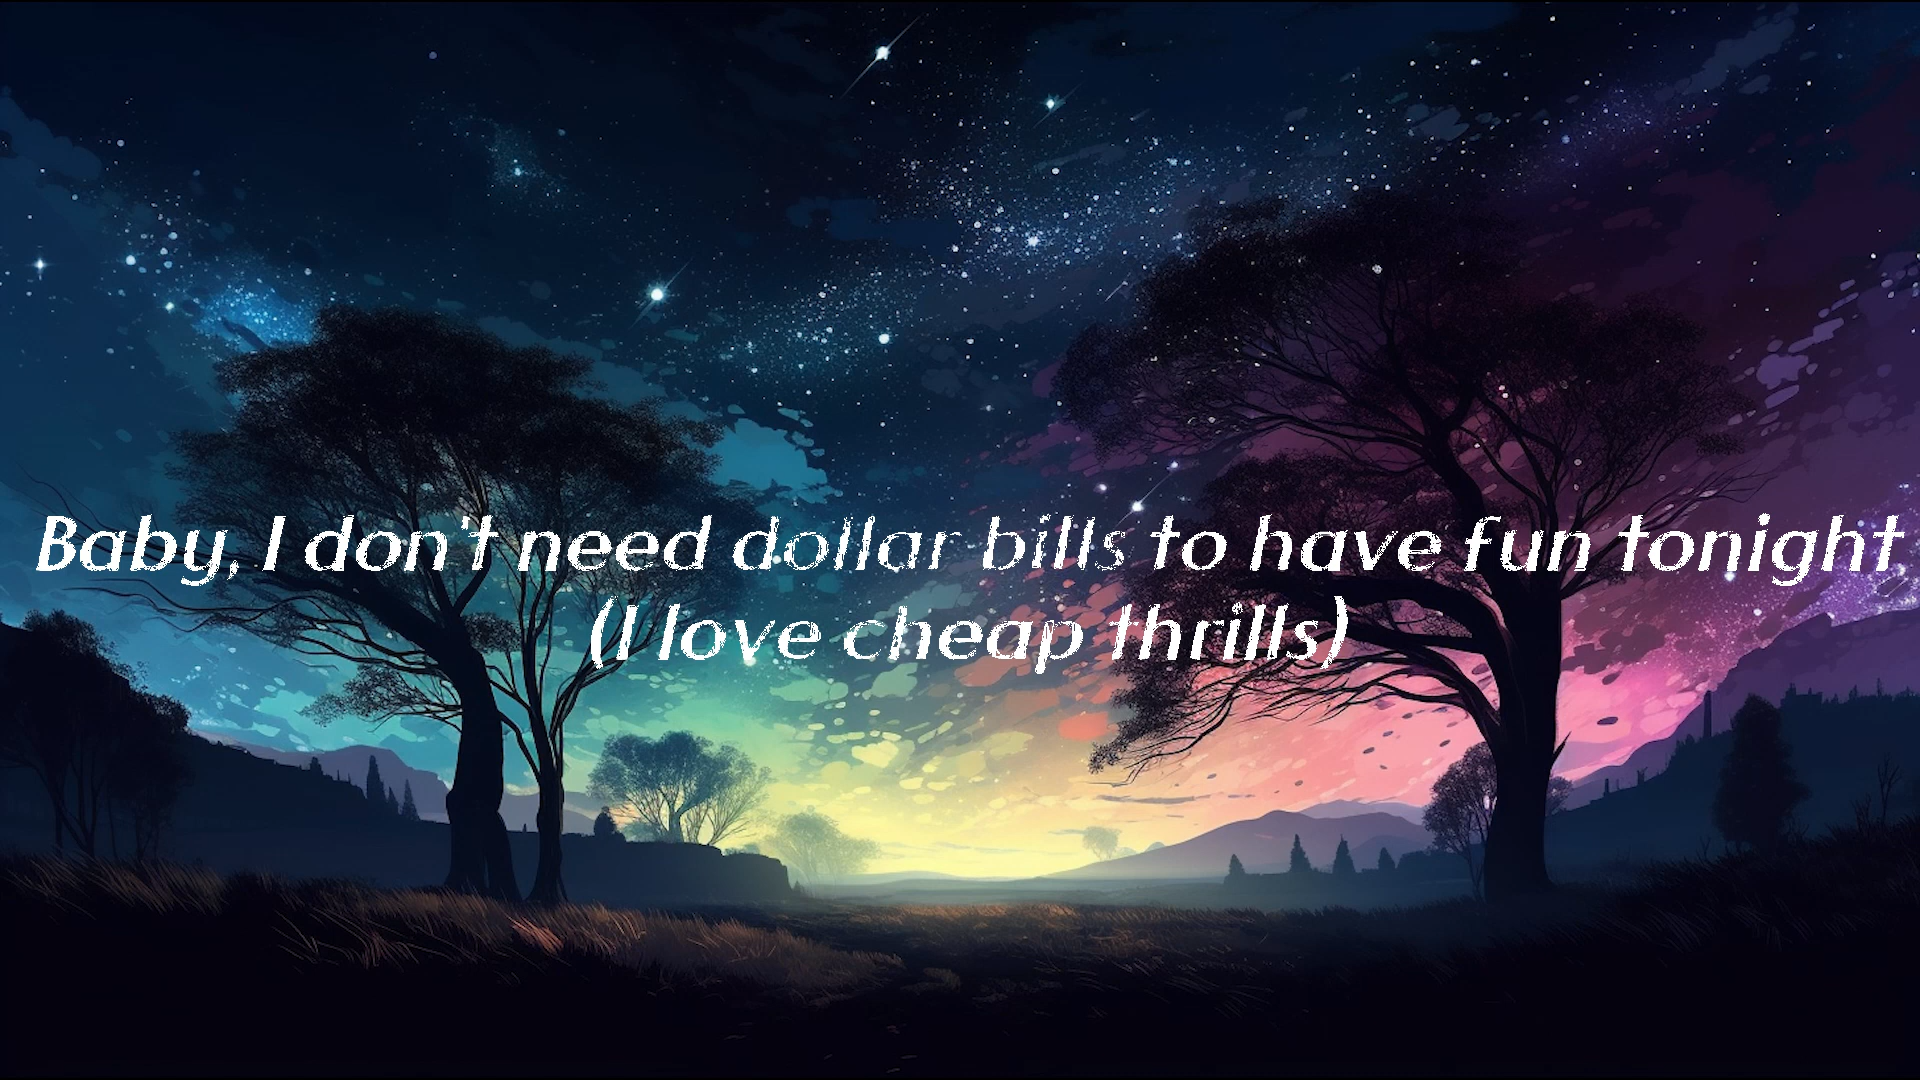 Baby, I don't need dollar bills to have fun tonight
(I love cheap thrills)